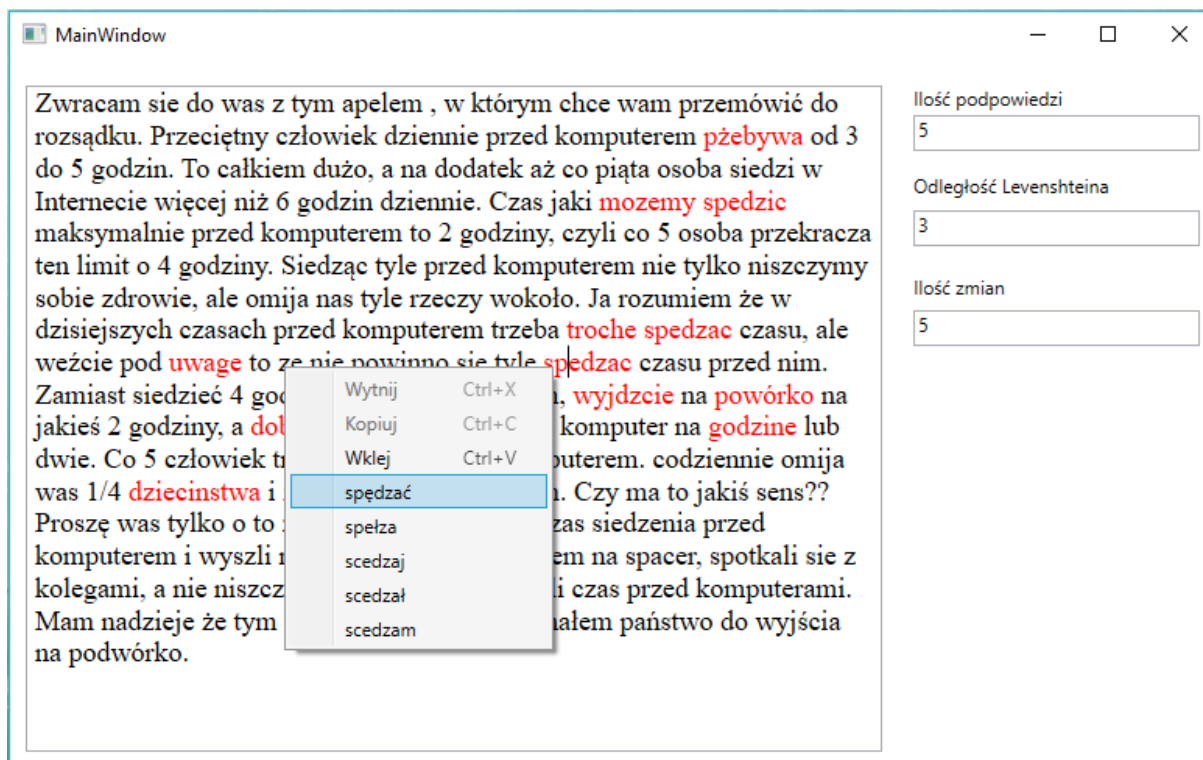 MainWindow
Zwracam sie do was z tym apelem , w którym chce wam przemówić do
rozsądku. Przeciętny człowiek dziennie przed komputerem pżebywa od 3
do 5 godzin. To całkiem dużo, a na dodatek aż co piąta osoba siedzi w
Internecie więcej niż 6 godzin dziennie. Czas jaki mozemy spedzic
maksymalnie przed komputerem to 2 godziny, czyli co 5 osoba przekracza
ten limit o 4 godziny. Siedząc tyle przed komputerem nie tylko niszczymy
sobie zdrowie, ale omija nas tyle rzeczy wokoło. Ja rozumiem że w
dzisiejszych czasach przed komputerem trzeba troche spedzac czasu, ale
weźcie pod uwage to ze nie powinno sie tyle spedzac czasu przed nim.
Zamiast siedzieć 4 , wyjdzcie na powórko na
jakieś 2 godziny, a komputer na godzine lub
dwie. Co 5 człowiek codziennie omija
was 1/4 dziecinstwa i Czy ma to jakiś sens??
Proszę was tylko o to siedzenia przed
komputerem i wyszli na spacer, spotkali sie z
kolegami, a nie czas przed komputerami.
Mam nadzieje że tym państwo do wyjścia
na podwórko.
Wytnij Ctrl+X
Kopiuj Ctrl+C
Wklej Ctrl+V
spędzać
spełza
scedzaj
scedzał
scedzam
Ilość podpowiedzi
5
Odległość Levenshteina
3
Ilość zmian
5